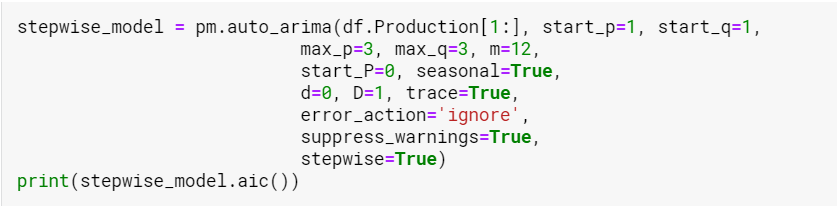 stepwise_model = pm.auto_arima(df.Production[1:], start_p=1, start_q=1,
                         max_p=3, max_q=3, m=12,
                         start_P=0, seasonal=True,
                         d=0, D=1, trace=True,
                         error_action='ignore',
                         suppress_warnings=True,
                         stepwise=True)
print(stepwise_model.aic())